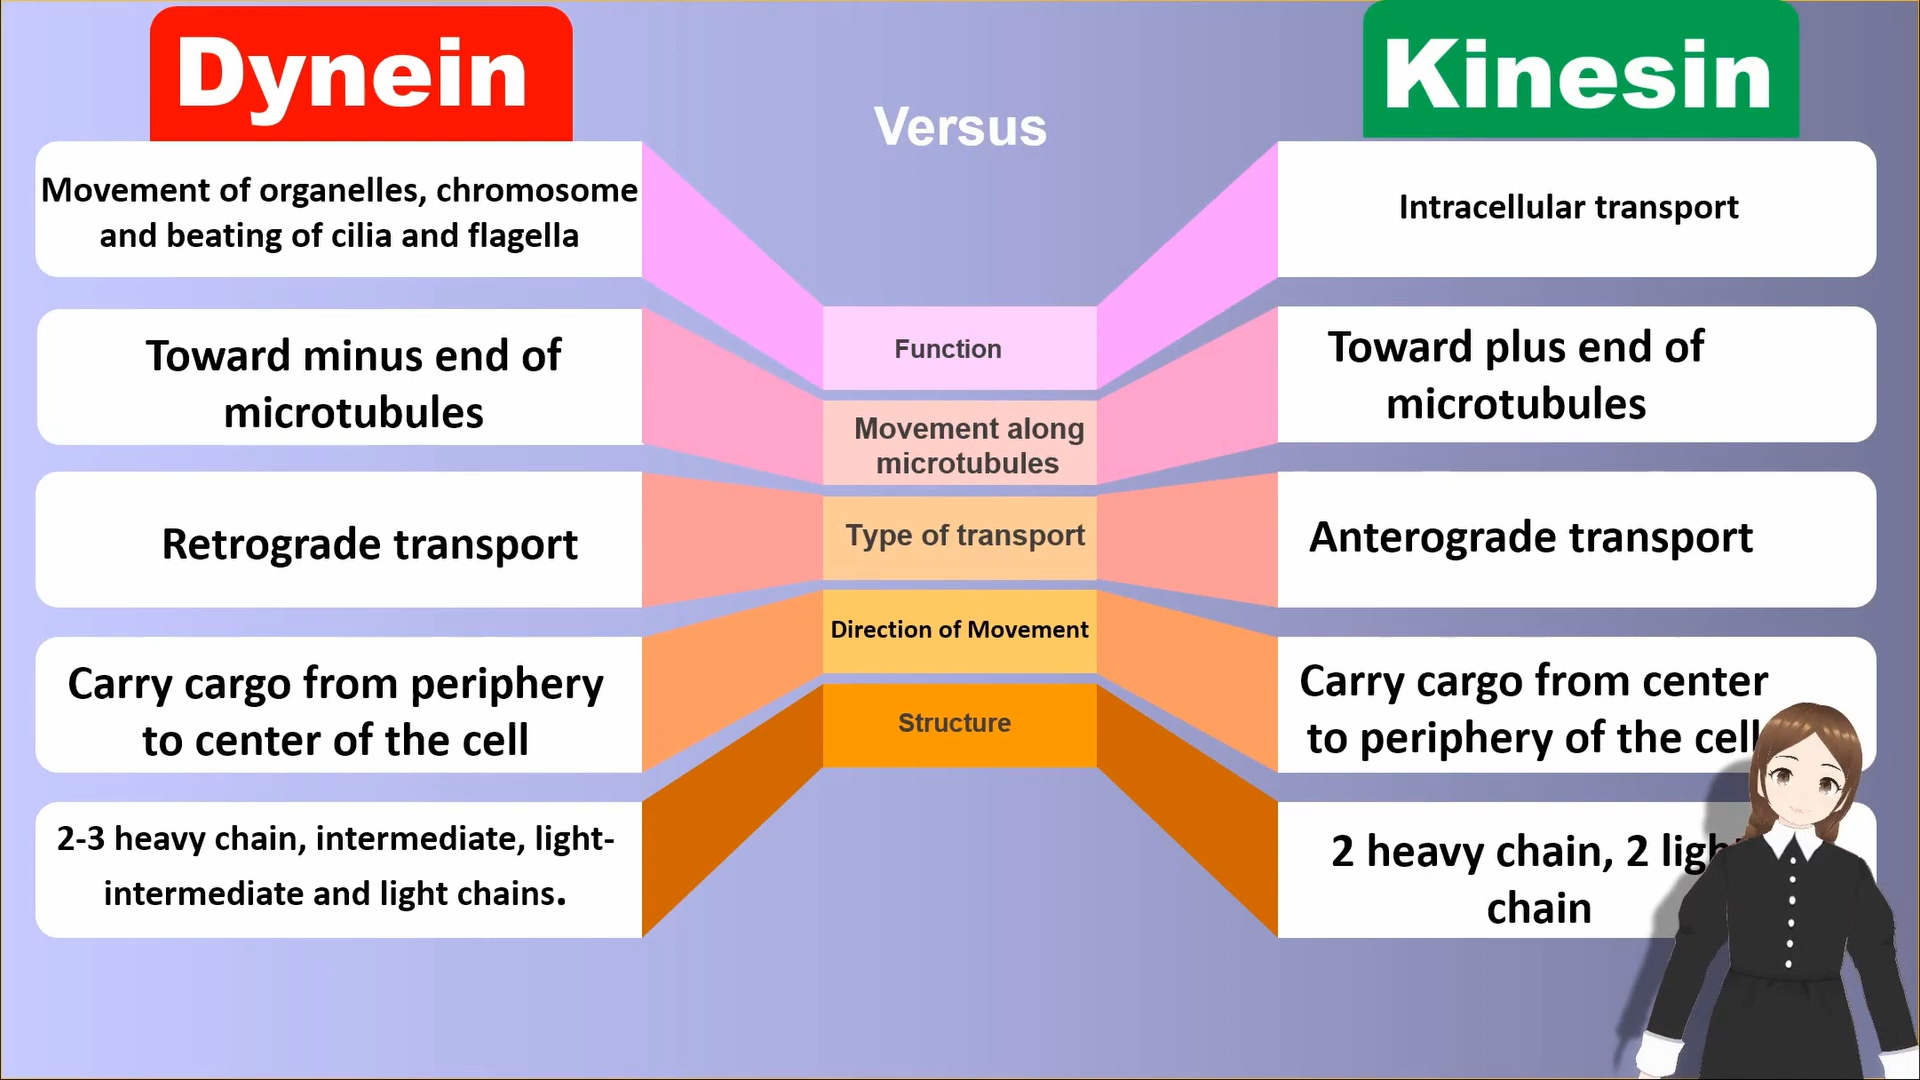 Dynein
Versus
Kinesin
Movement of organelles, chromosome
and beating of cilia and flagella
Function
Intracellular transport
Toward minus end of
microtubules
Movement along
microtubules
Toward plus end of
microtubules
Retrograde transport
Type of transport
Anterograde transport
Carry cargo from periphery
to center of the cell
Direction of Movement
Carry cargo from center
to periphery of the cell
2-3 heavy chain, intermediate, light-
intermediate and light chains.
Structure
2 heavy chain, 2
chain